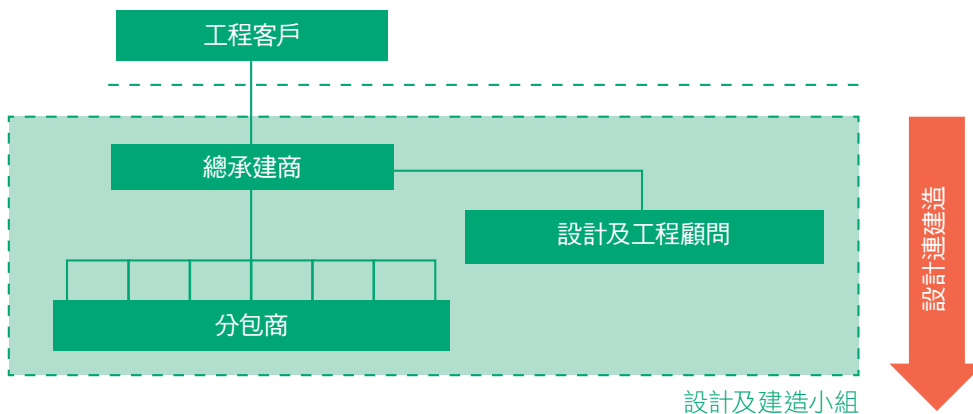 工程客戶
總承建商
設計及工程顧問
分包商
設計連建造
設計及建造小組